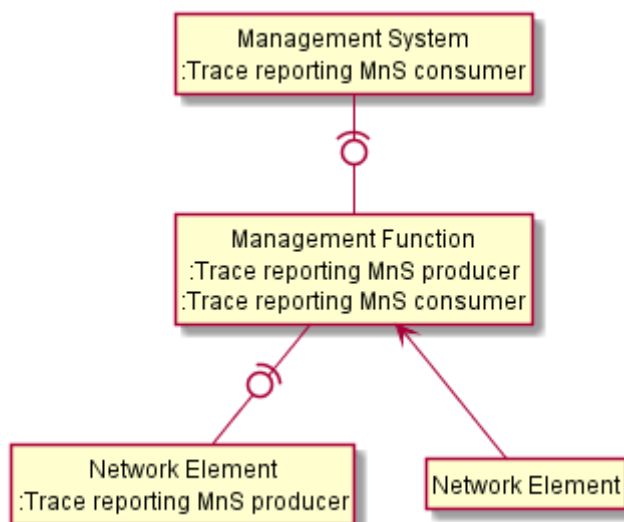 Management System
:Trace reporting MnS consumer
Management Function
:Trace reporting MnS producer
:Trace reporting MnS consumer
Network Element
:Trace reporting MnS producer
Network Element